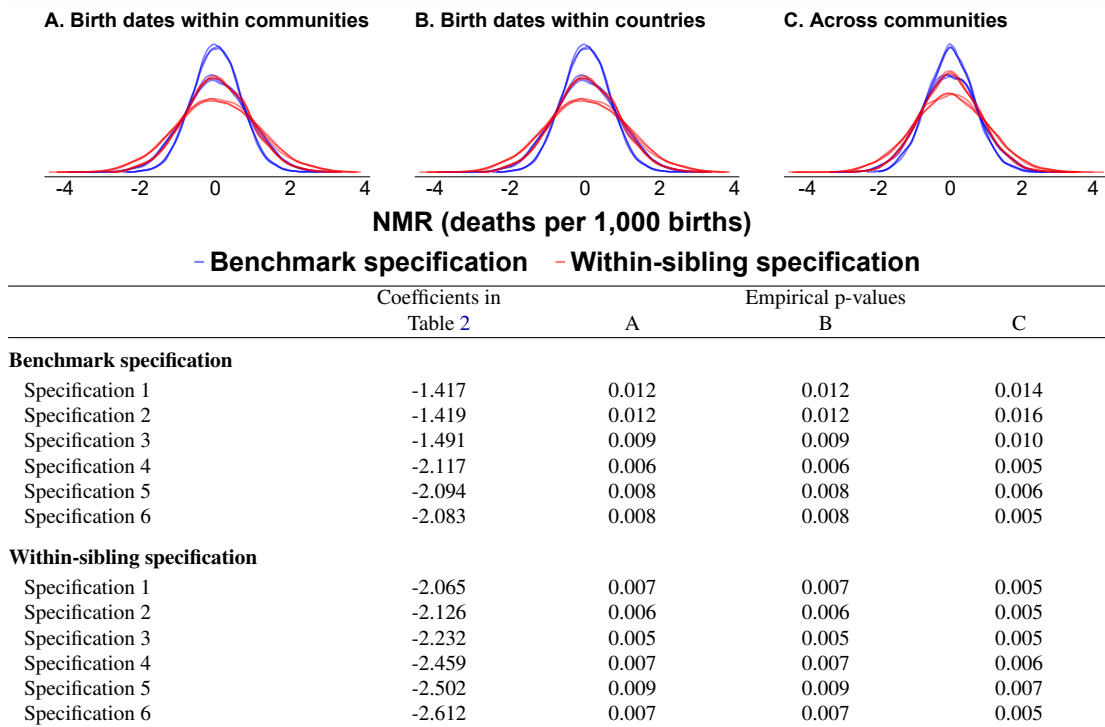 A. Birth dates within communities B. Birth dates within countries C. Across communities
-4 -2 0 2 4 -4 -2 0 2 4 -4 -2 0 2 4
NMR (deaths per 1,000 births)
Benchmark specification Within-sibling specification
Coefficients in Empirical p-values
Table 2 A B C
Benchmark specification
Specification 1 -1.417 0.012 0.012 0.014
Specification 2 -1.419 0.012 0.012 0.016
Specification 3 -1.491 0.009 0.009 0.010
Specification 4 -2.117 0.006 0.006 0.005
Specification 5 -2.094 0.008 0.008 0.006
Specification 6 -2.083 0.008 0.008 0.005
Within-sibling specification
Specification 1 -2.065 0.007 0.007 0.005
Specification 2 -2.126 0.006 0.006 0.005
Specification 3 -2.232 0.005 0.005 0.005
Specification 4 -2.459 0.007 0.007 0.006
Specification 5 -2.502 0.009 0.009 0.007
Specification 6 -2.612 0.007 0.007 0.005